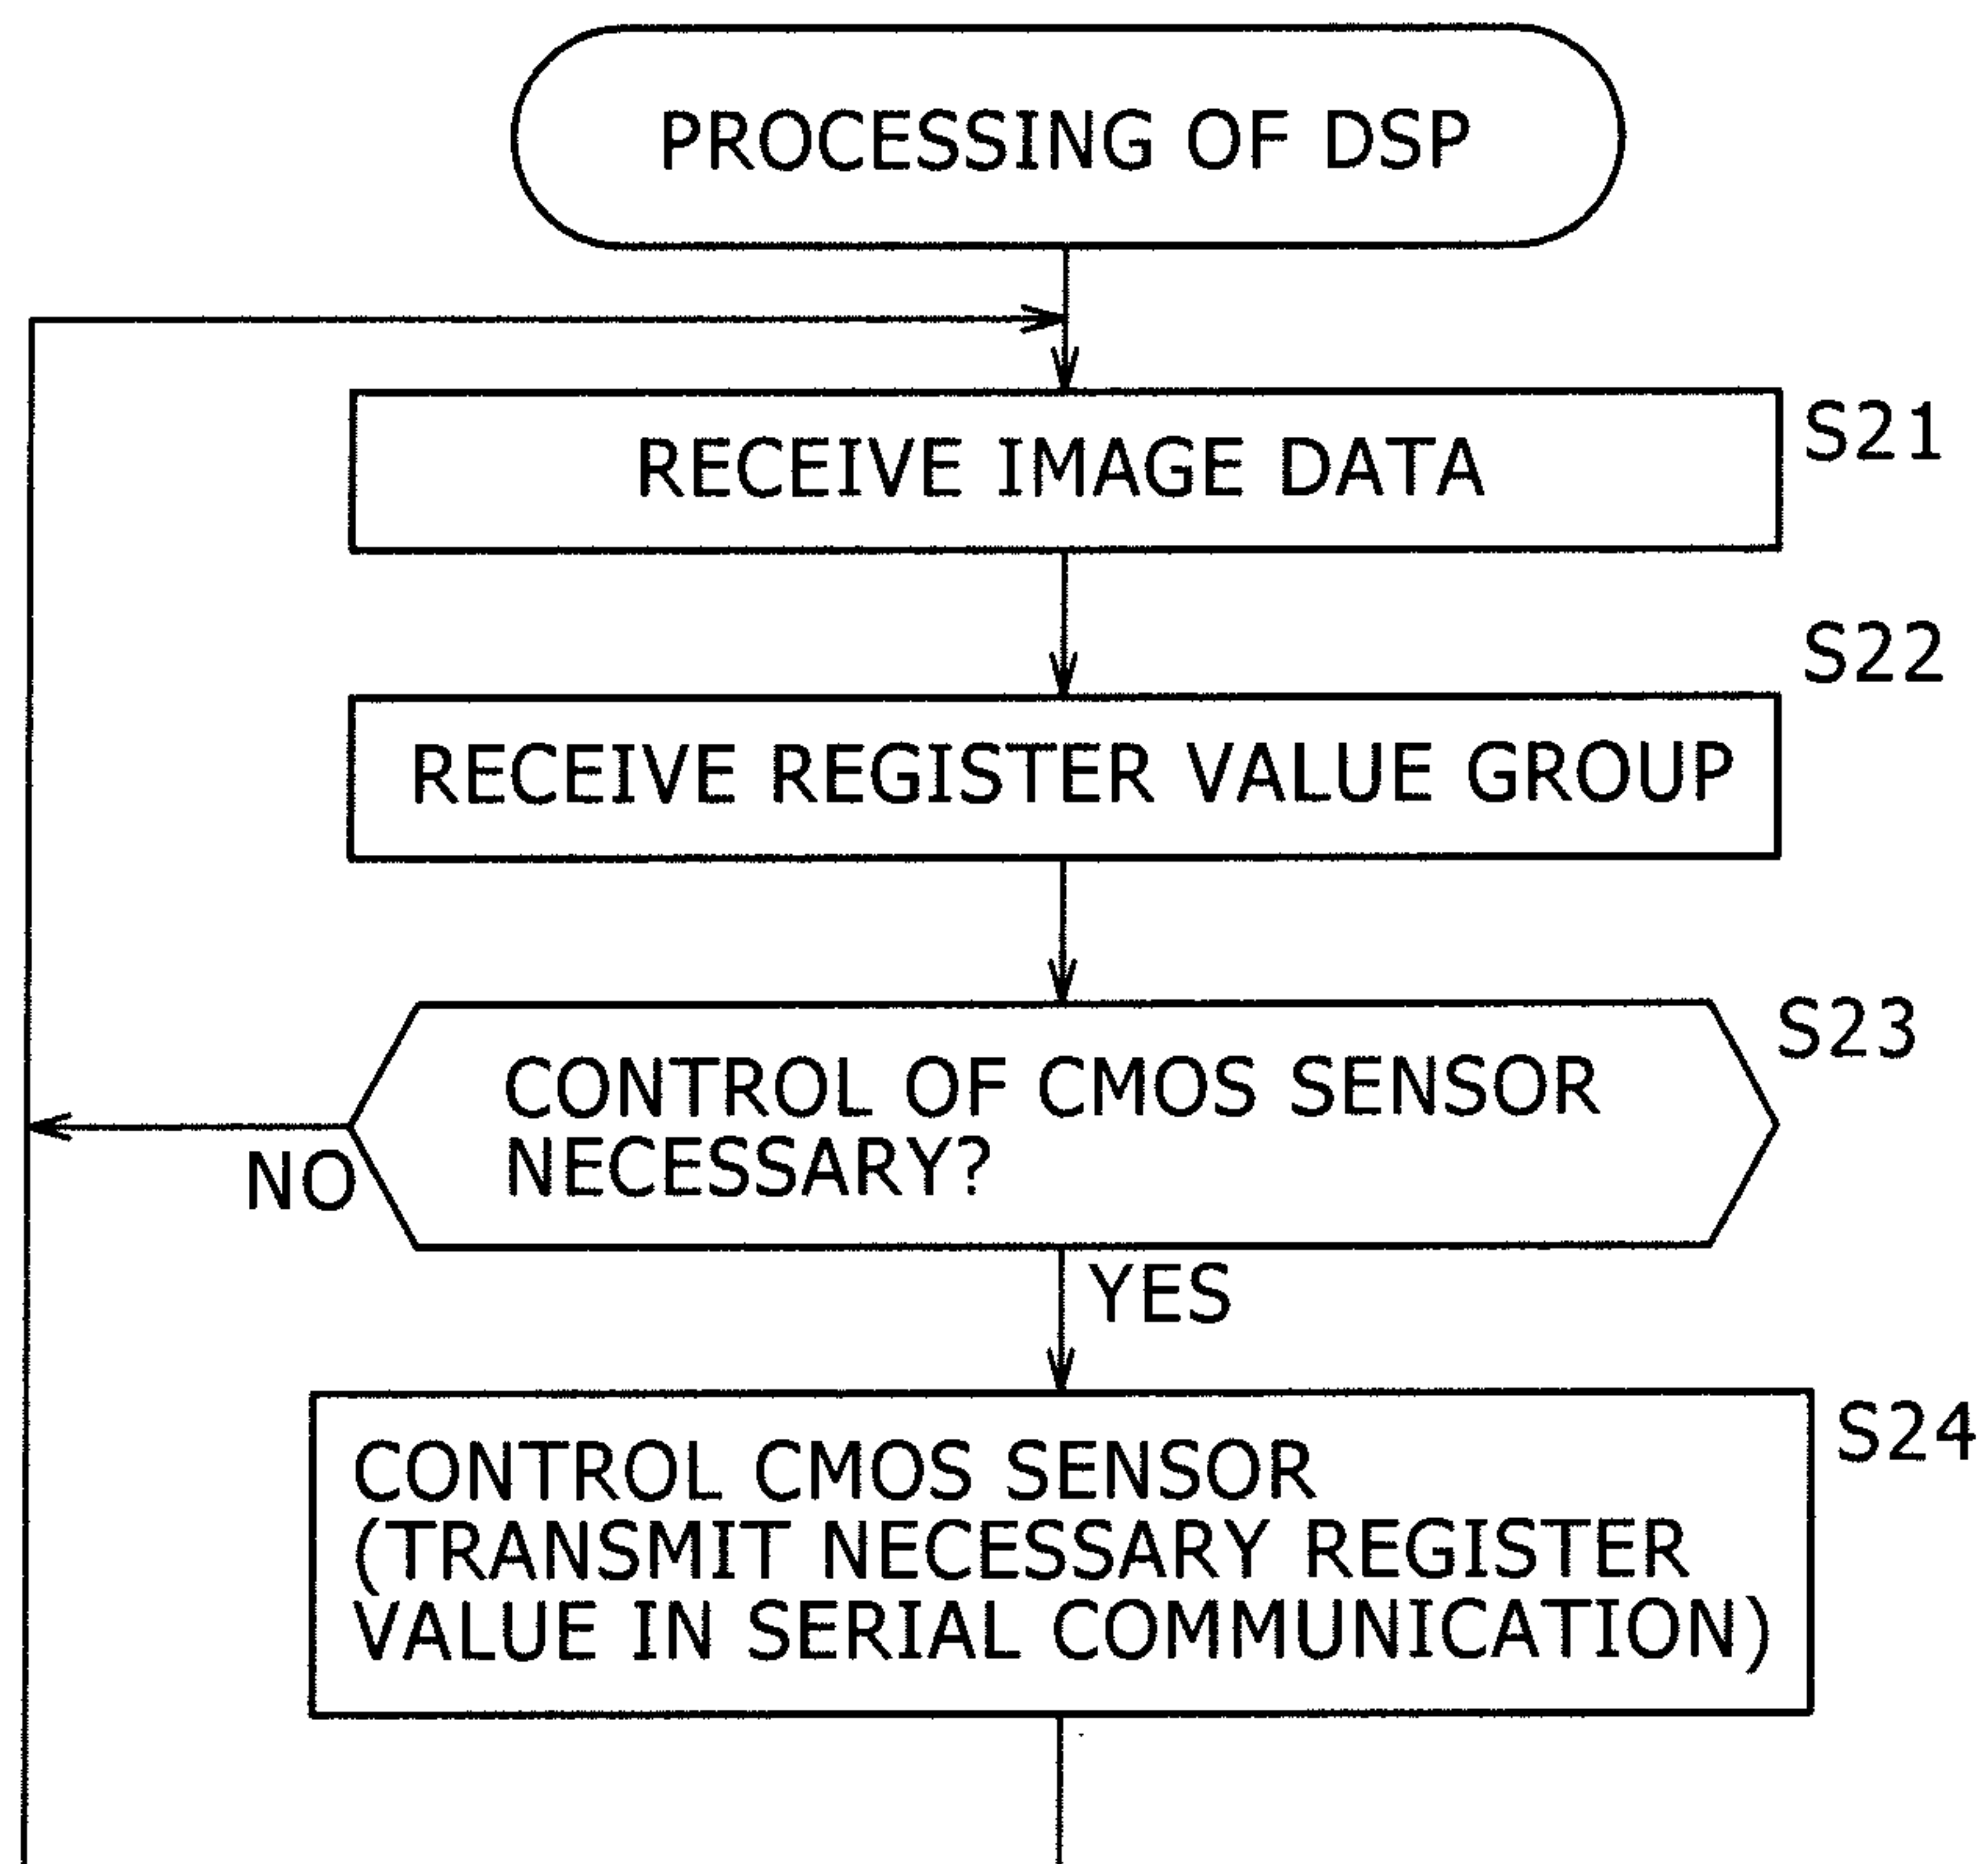 PROCESSING OF DSP
RECEIVE IMAGE DATA
S21
S22
RECEIVE REGISTER VALUE GROUP
S23
CONTROL OF CMOS SENSOR
NECESSARY?
NO
YES
S24
CONTROL CMOS SENSOR
(TRANSMIT NECESSARY REGISTER
VALUE IN SERIAL COMMUNICATION)